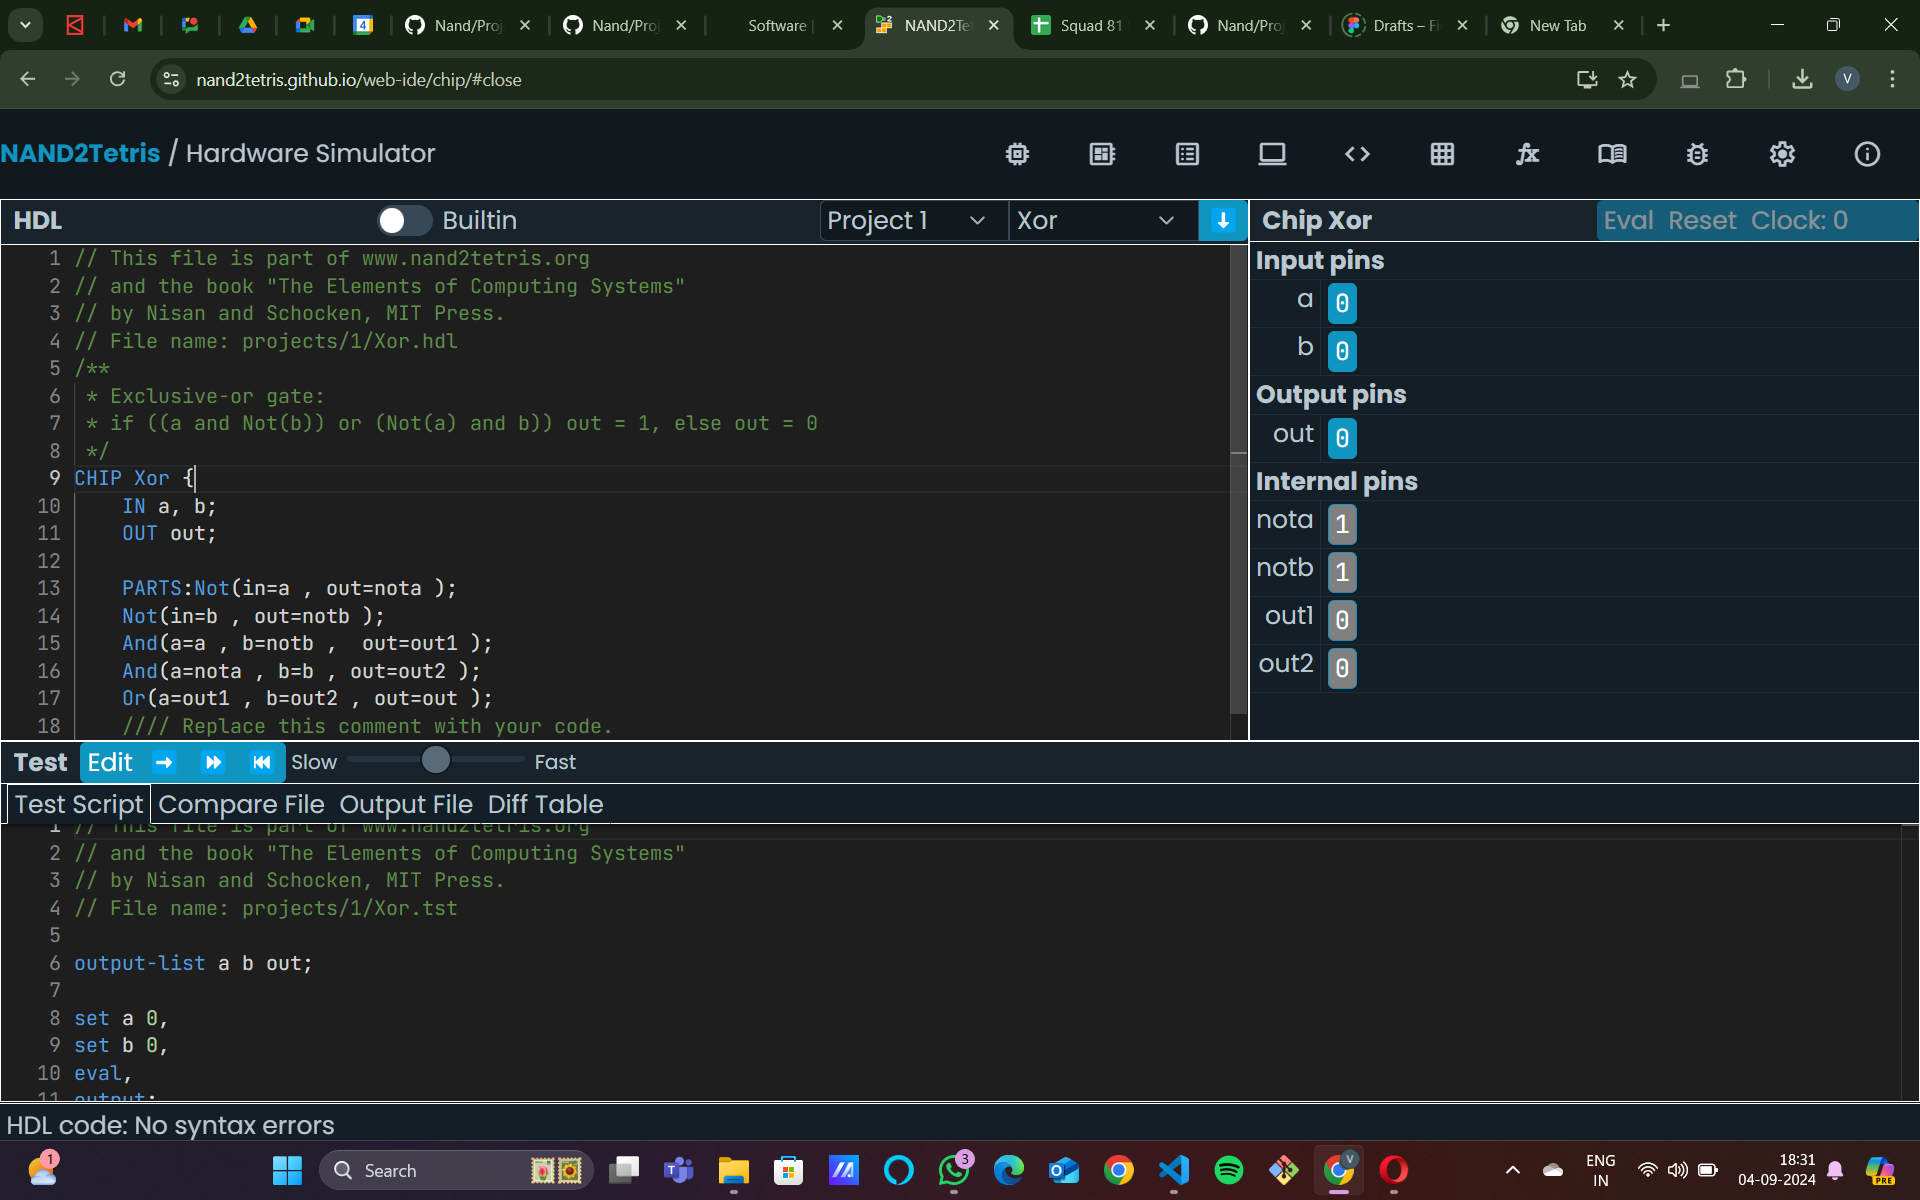 Nand/Proj
Nand/Proj
Software
NAND2Te
Squad 81
Nand/Proj
Drafts – Fi
New Tab
nand2tetris.github.io/web-ide/chip/#close
V
NAND2Tetris / Hardware Simulator
HDL
Builtin
Project 1
Xor
Chip Xor
Eval Reset Clock: 0
1 // This file is part of www.nand2tetris.org
2 // and the book "The Elements of Computing Systems"
3 // by Nisan and Schocken, MIT Press.
4 // File name: projects/1/Xor.hdl
5 /**
6 * Exclusive-or gate:
7 * if ((a and Not(b)) or (Not(a) and b)) out = 1, else out = 0
8 */
9 CHIP Xor {
10 IN a, b;
11 OUT out;
12
13 PARTS:Not(in=a , out=nota );
14 Not(in=b , out=notb );
15 And(a=a , b=notb ,  out=out1 );
16 And(a=nota , b=b , out=out2 );
17 Or(a=out1 , b=out2 , out=out );
18 //// Replace this comment with your code.
Input pins
a 0
b 0
Output pins
out 0
Internal pins
nota 1
notb 1
out1 0
out2 0
Test Edit Slow Fast
Test Script Compare File Output File Diff Table
1 // This file is part of www.nand2tetris.org
2 // and the book "The Elements of Computing Systems"
3 // by Nisan and Schocken, MIT Press.
4 // File name: projects/1/Xor.tst
5
6 output-list a b out;
7
8 set a 0,
9 set b 0,
10 eval,
11 output;
HDL code: No syntax errors
1
Search
3
V
ENG
IN
18:31
04-09-2024
PRE